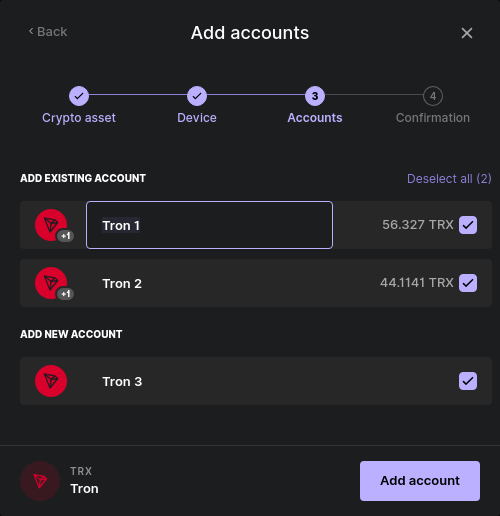 Back
Add accounts
3
4
Crypto asset
Device
Accounts
Confirmation
ADD EXISTING ACCOUNT
Deselect all (2)
+1
Tron 1
56.327 TRX
+1
Tron 2
44.1141 TRX
ADD NEW ACCOUNT
Tron 3
TRX
Tron
Add account